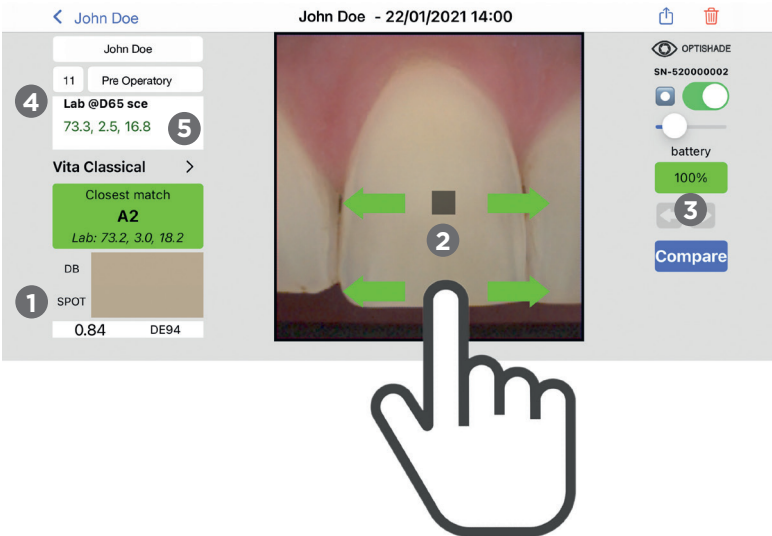 John Doe
John Doe - 22/01/2021 14:00
John Doe
11 Pre Operatory
4
Lab @D65 sce
73.3, 2.5, 16.8
5
Vita Classical >
Closest match
A2
Lab: 73.2, 3.0, 18.2
DB
1
SPOT
0.84 DE94
2
OPTISHADE
SN-520000002
battery
100%
3
Compare